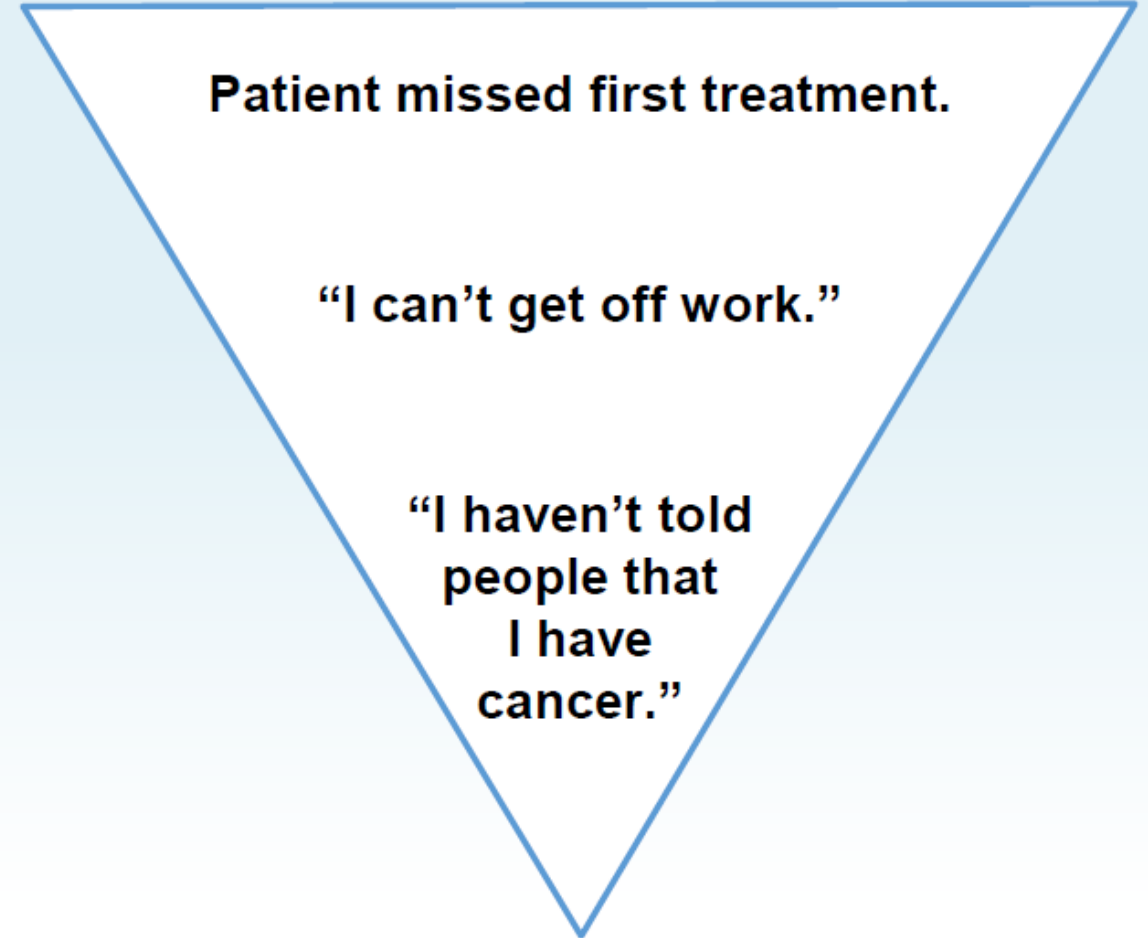 Patient missed first treatment.
“I can’t get off work.”
“I haven’t told
people that
I have
cancer.”